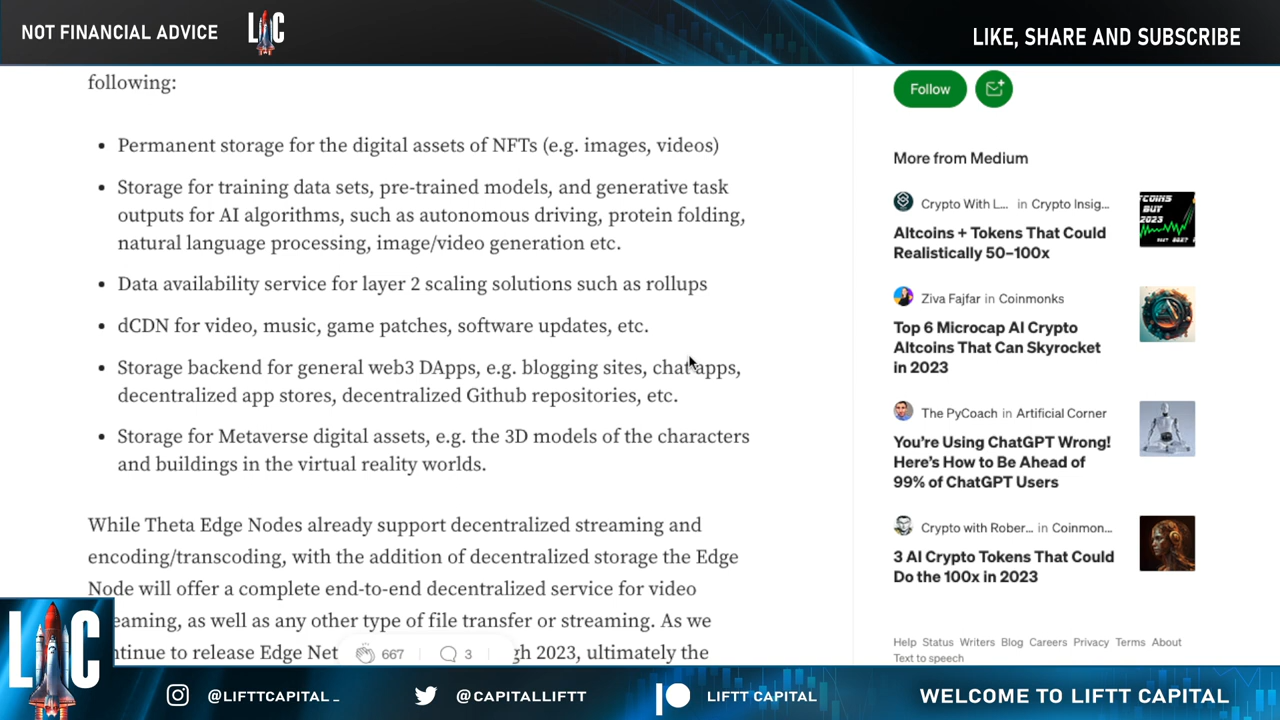 NOT FINANCIAL ADVICE
LC
LIKE, SHARE AND SUBSCRIBE
following:
• Permanent storage for the digital assets of NFTs (e.g. images, videos)
• Storage for training data sets, pre-trained models, and generative task
outputs for AI algorithms, such as autonomous driving, protein folding,
natural language processing, image/video generation etc.
• Data availability service for layer 2 scaling solutions such as rollups
• dCDN for video, music, game patches, software updates, etc.
• Storage backend for general web3 DApps, e.g. blogging sites, chat apps,
decentralized app stores, decentralized Github repositories, etc.
• Storage for Metaverse digital assets, e.g. the 3D models of the characters
and buildings in the virtual reality worlds.
While Theta Edge Nodes already support decentralized streaming and
encoding/transcoding, with the addition of decentralized storage the Edge
Node will offer a complete end-to-end decentralized service for video
eaming, as well as any other type of file transfer or streaming. As we
ntinue to release Edge Net gh 2023, ultimately the
667
3
Follow
More from Medium
Crypto With L... in Crypto Insig...
Altcoins + Tokens That Could
Realistically 50–100x
COINS
BUY
2023
Ziva Fajfar in Coinmonks
Top 6 Microcap AI Crypto
Altcoins That Can Skyrocket
in 2023
The PyCoach in Artificial Corner
You’re Using ChatGPT Wrong!
Here’s How to Be Ahead of
99% of ChatGPT Users
Crypto with Rober... in Coinmon...
3 AI Crypto Tokens That Could
Do the 100x in 2023
Help Status Writers Blog Careers Privacy Terms About
Text to speech
LC
@LIFTTCAPITAL_
@CAPITALLIFTT
LIFTT CAPITAL
WELCOME TO LIFTT CAPITAL